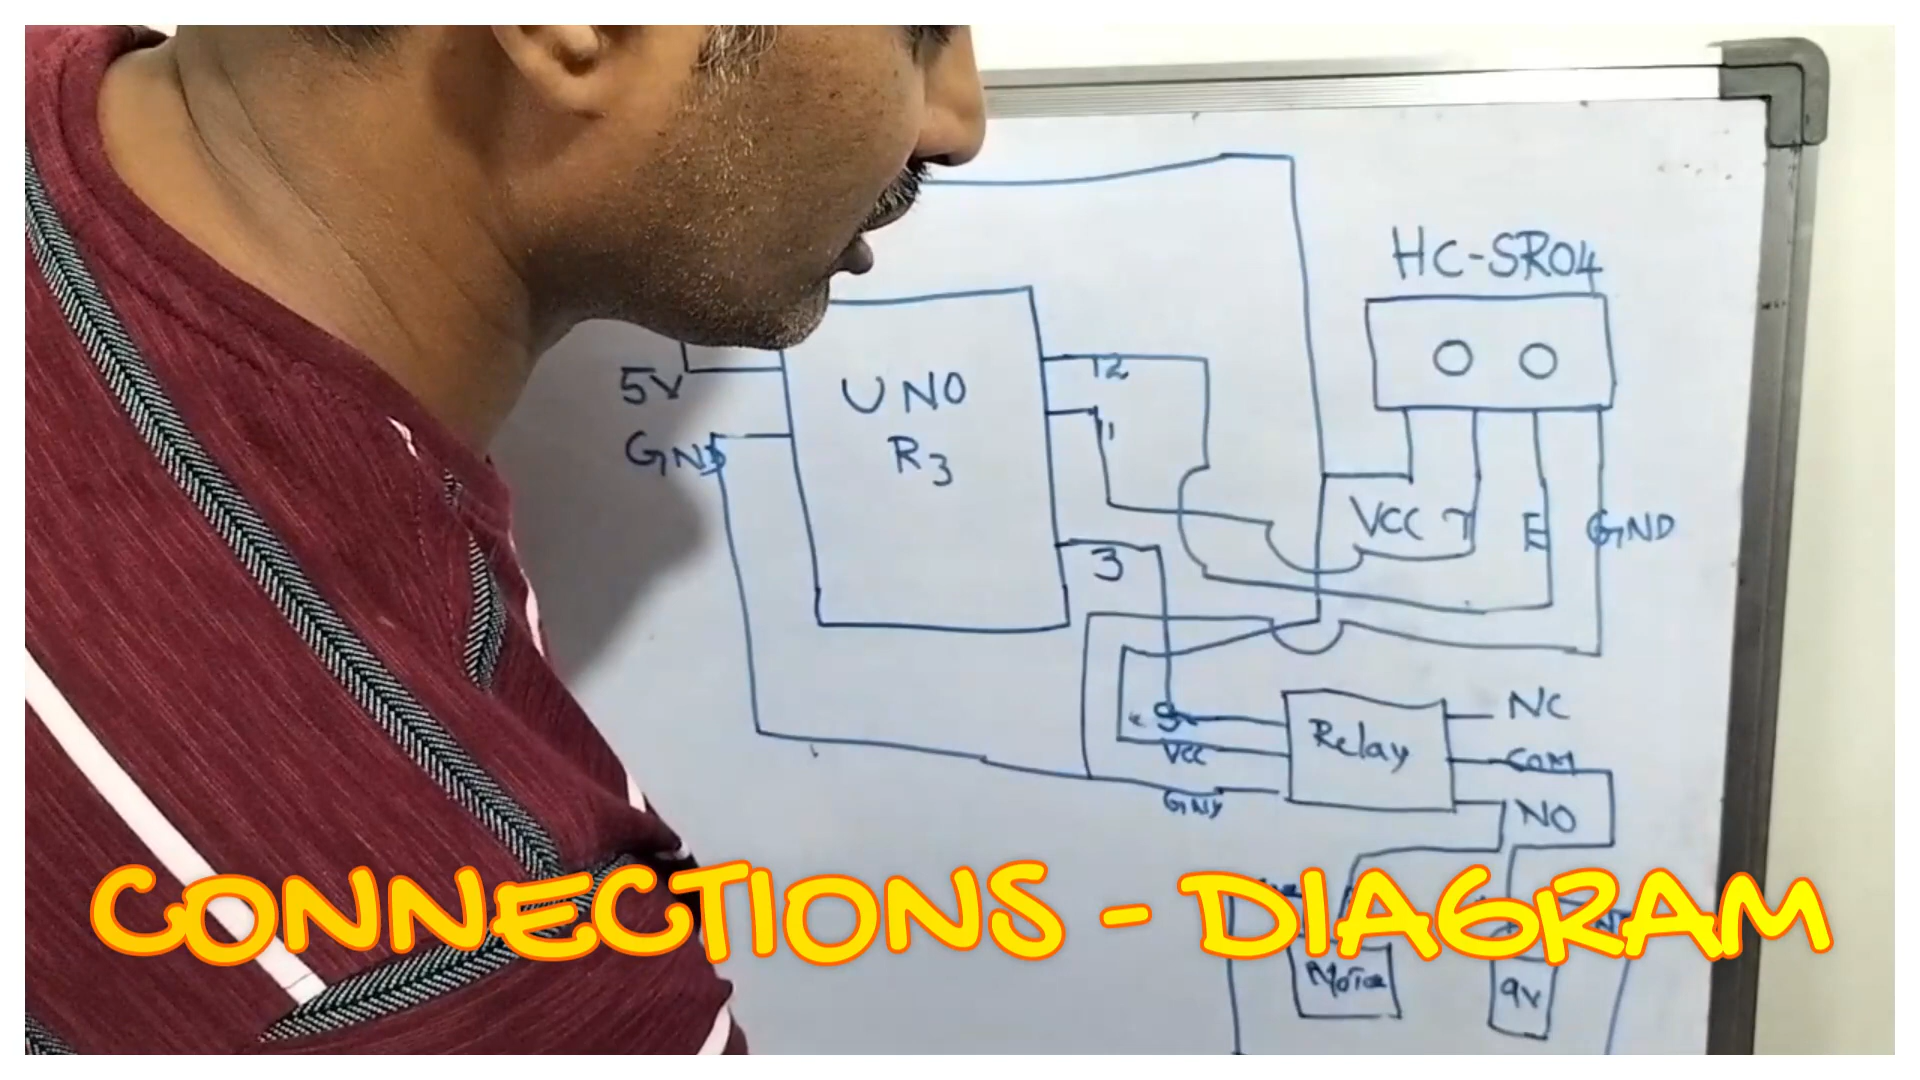 HC-SR04
5V
UNO
R3
GND
12
11
3
VCC T E GND
S
VCC
GND
Relay
NC
COM
NO
CONNECTIONS - DIAGRAM
Motor
9V